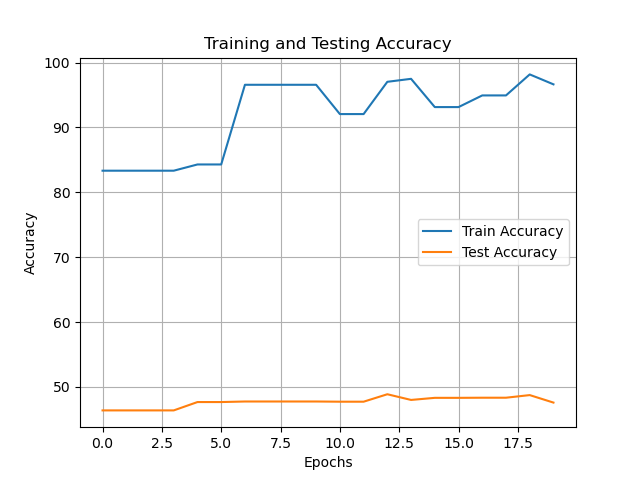 Training and Testing Accuracy
100
90
80
70
60
50
Accuracy
Train Accuracy
Test Accuracy
0.0 2.5 5.0 7.5 10.0 12.5 15.0 17.5
Epochs